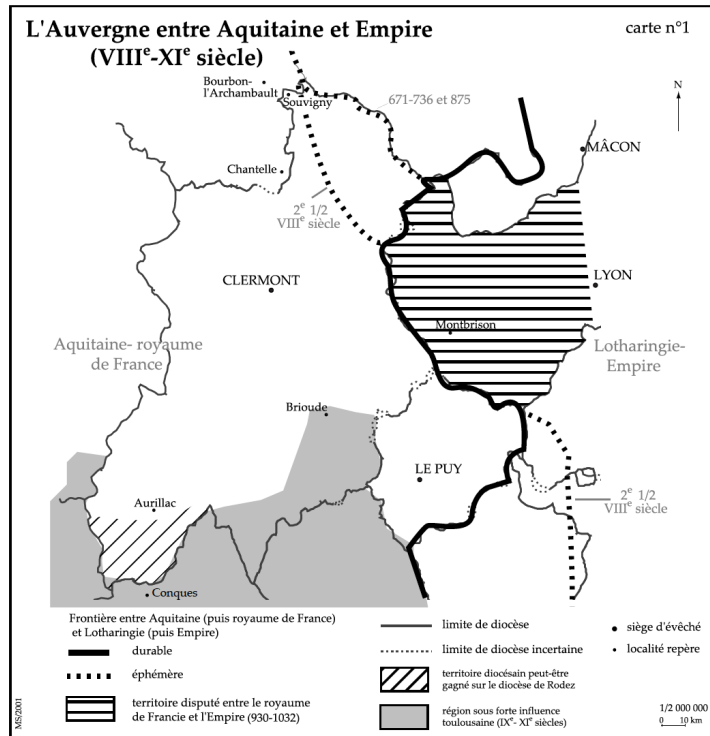 L'Auvergne entre Aquitaine et Empire
(VIIIe-XIe siècle)
carte n°1
Bourbon-
l'Archambault
Souvigny
671-736 et 875
N
MÂCON
Chantelle
2e 1/2
VIIIe siècle
CLERMONT
LYON
Montbrison
Aquitaine- royaume
de France
Lotharingie-
Empire
Brioude
LE PUY
2e 1/2
VIIIe siècle
Aurillac
Conques
Frontière entre Aquitaine (puis royaume de France)
et Lotharingie (puis Empire)
durable
éphémère
territoire disputé entre le royaume
de Francie et l'Empire (930-1032)
limite de diocèse
limite de diocèse incertaine
territoire diocésain peut-être
gagné sur le diocèse de Rodez
région sous forte influence
toulousaine (IXe- XIe siècles)
siège d'évêché
localité repère
1/2 000 000
0 10 km
MS/2001